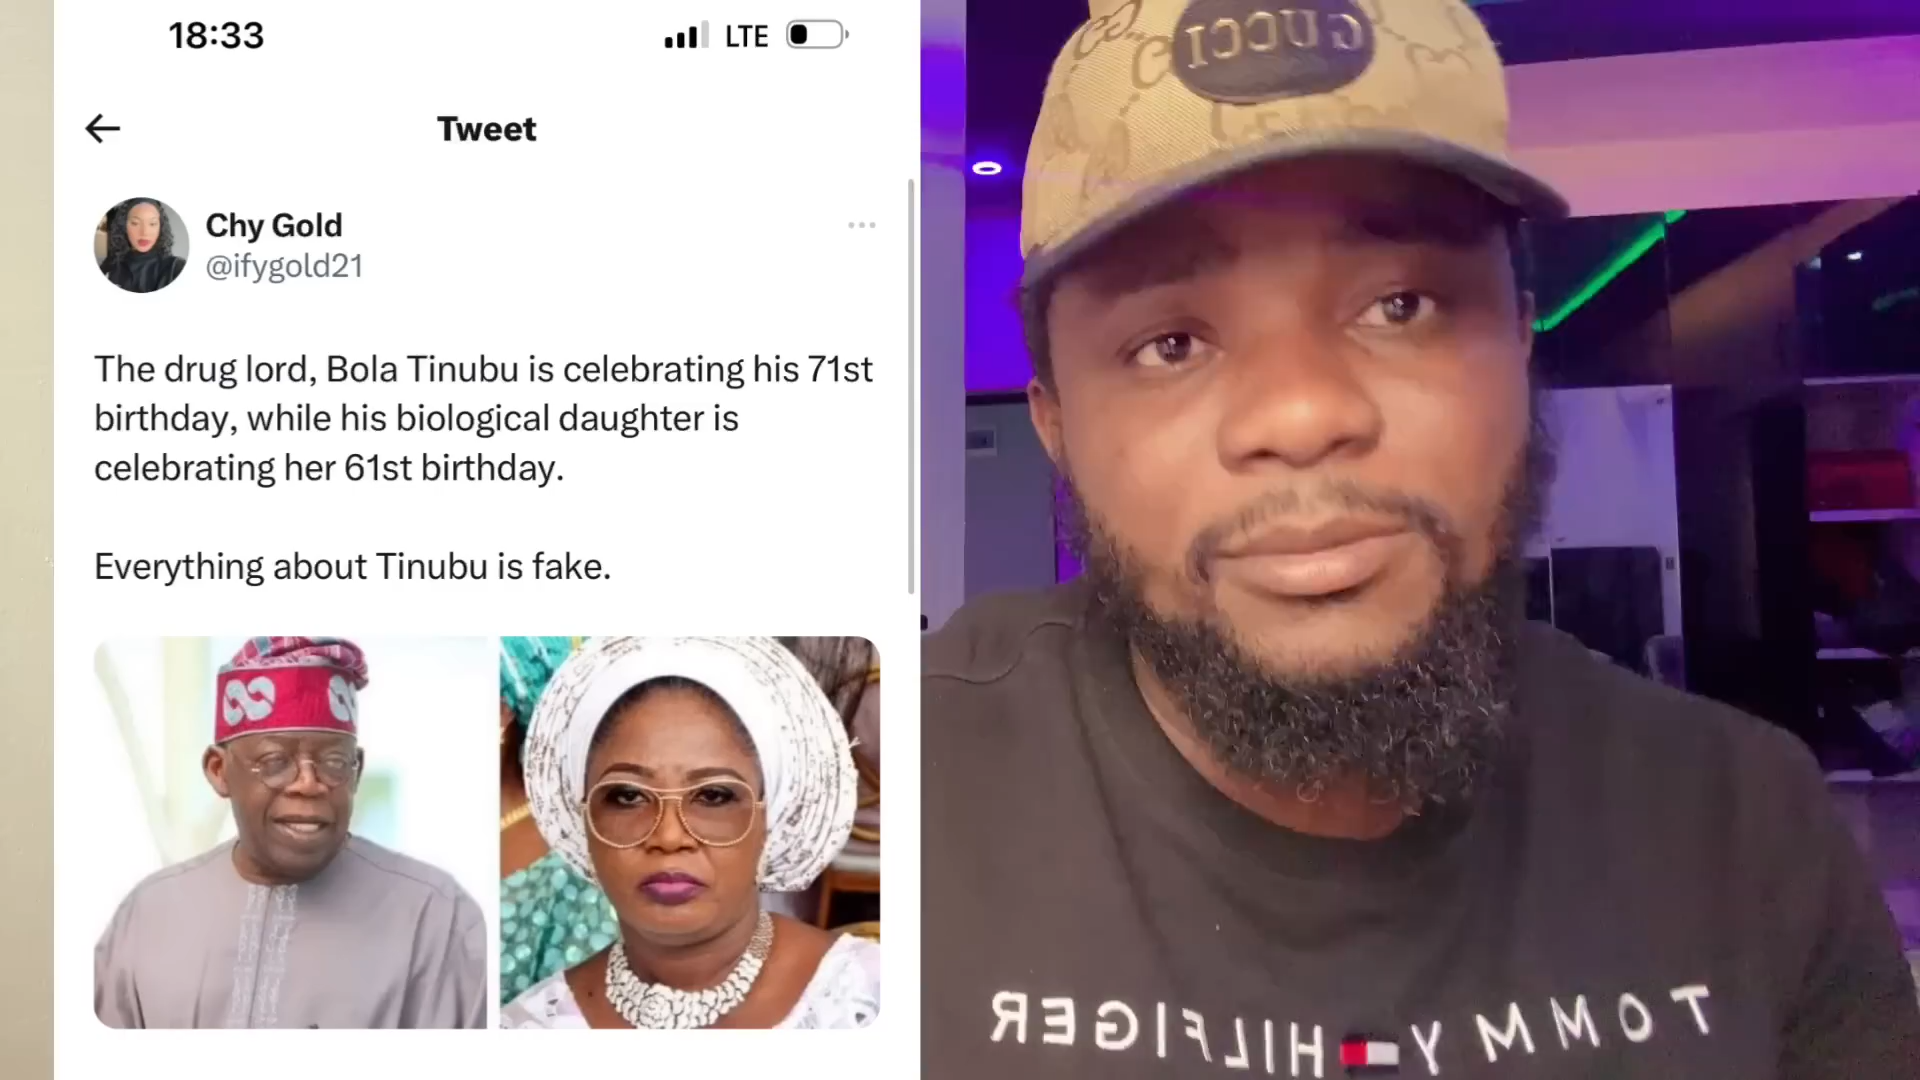 18:33
LTE
Tweet
Chy Gold
@ifygold21
The drug lord, Bola Tinubu is celebrating his 71st
birthday, while his biological daughter is
celebrating her 61st birthday.
Everything about Tinubu is fake.
GUCCI
TOMMY HILFIGER